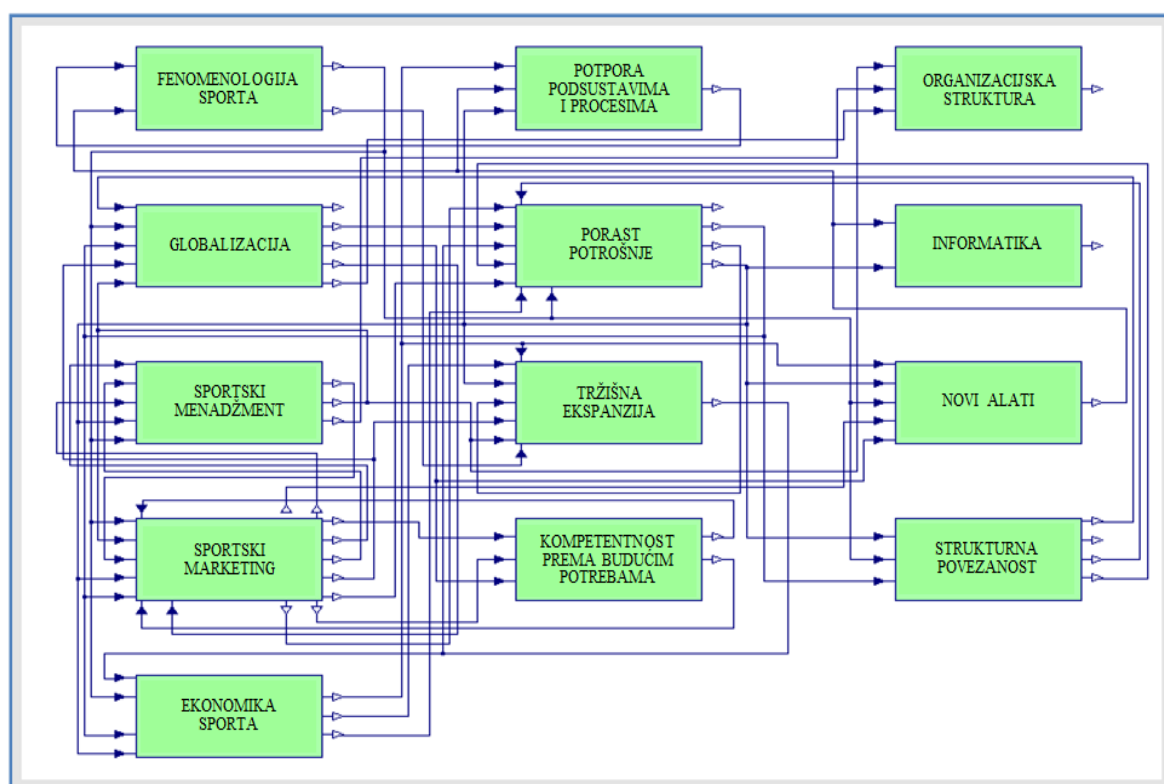 FENOMENOLOGIJA
SPORTA
POTPORA
PODSUSTAVIMA
I PROCESIMA
ORGANIZACIJSKA
STRUKTURA
GLOBALIZACIJA
PORAST
POTROŠNJE
INFORMATIKA
SPORTSKI
MENADŽMENT
TRŽIŠNA
EKSPANZIJA
NOVI ALATI
SPORTSKI
MARKETING
KOMPETENTNOST
PREMA BUDUĆIM
POTREBAMA
STRUKTURNA
POVEZANOST
EKONOMIKA
SPORTA